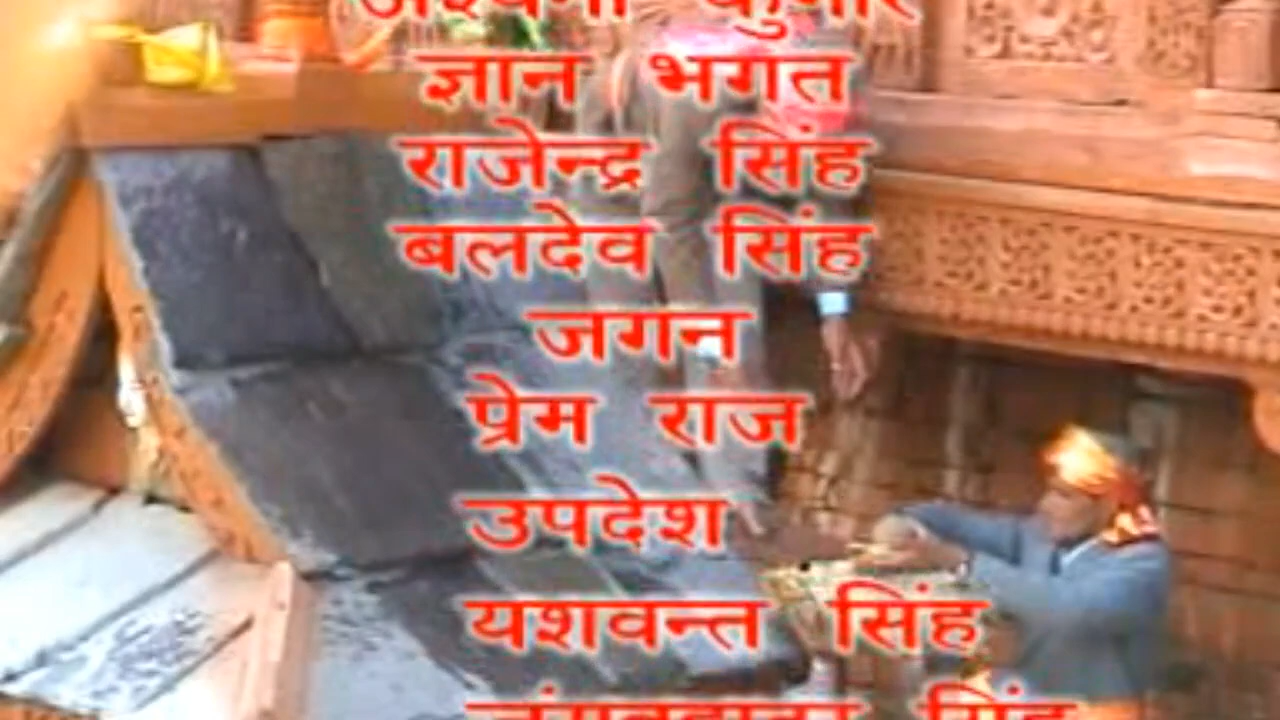 कुमार
ज्ञान भगत
राजेन्द्र सिंह
बलदेव सिंह
जगन
प्रेम राज
उपदेश
यशवन्त सिंह
सिंह